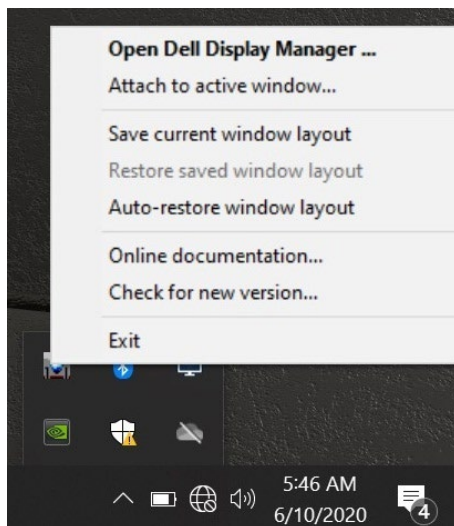 Open Dell Display Manager ...
Attach to active window...
Save current window layout
Restore saved window layout
Auto-restore window layout
Online documentation...
Check for new version...
Exit
5:46 AM
6/10/2020
4